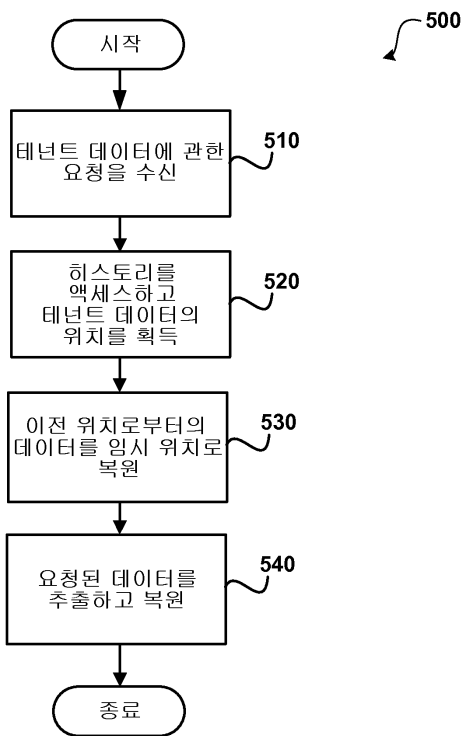 시작
500
테넌트 데이터에 관한
요청을 수신
510
히스토리를
액세스하고
테넌트 데이터의
위치를 획득
520
이전 위치로부터의
데이터를 임시 위치로
복원
530
요청된 데이터를
추출하고 복원
540
종료